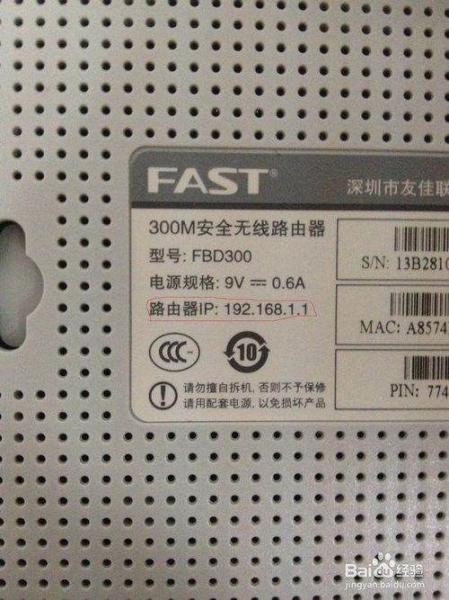 FAST®
深圳市友佳联
300M安全无线路由器
型号: FBD300
电源规格: 9V ⎓ 0.6A
路由器IP: 192.168.1.1
S/N: 13B2810
MAC: A8574
PIN: 774
CCC
10
请勿擅自拆机, 否则不予保修
请用配套电源, 以免损坏产品
Baidu经验
jingyan.baidu.com